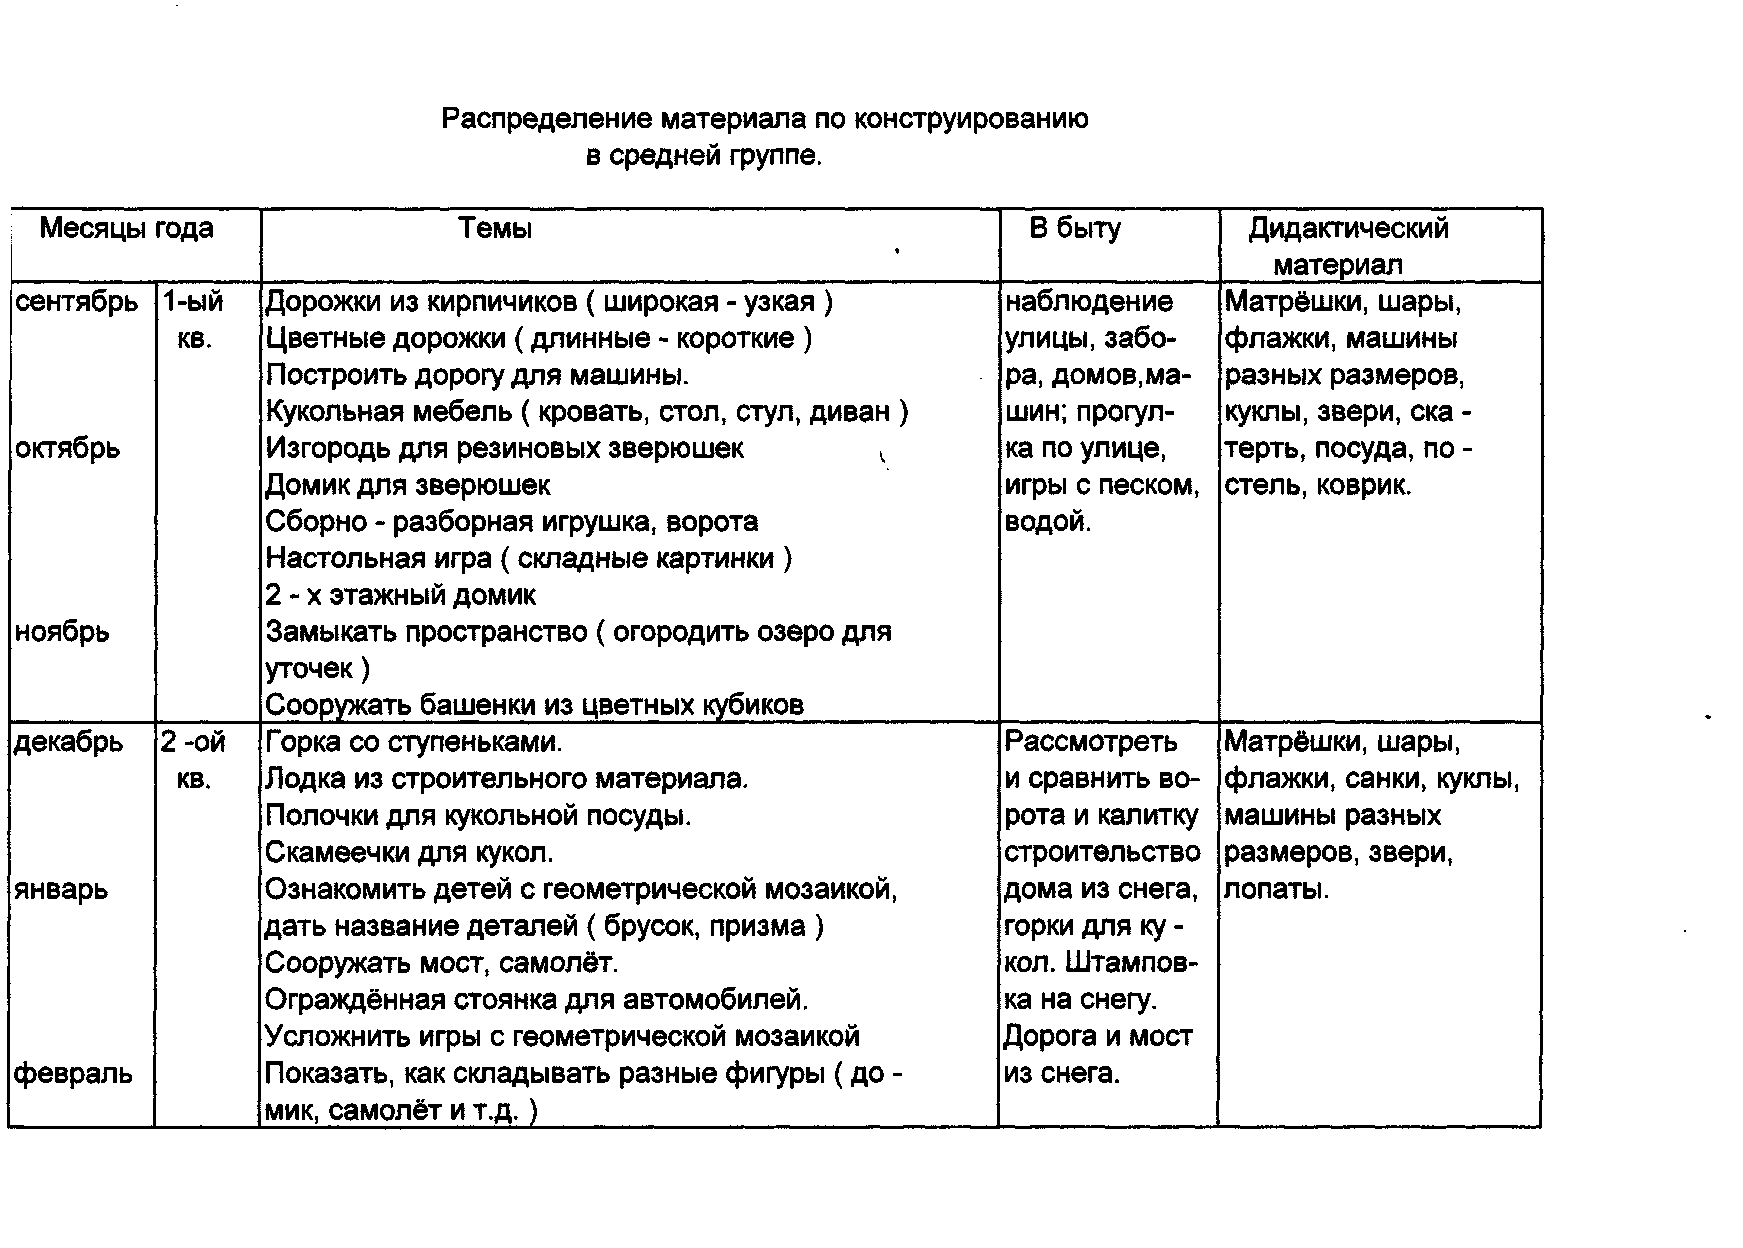 Распределение материала по конструированию
в средней группе.
Месяцы года
Темы
В быту
Дидактический
материал
сентябрь
октябрь
ноябрь
1-ый
кв.
Дорожки из кирпичиков ( широкая - узкая )
Цветные дорожки ( длинные - короткие )
Построить дорогу для машины.
Кукольная мебель ( кровать, стол, стул, диван )
Изгородь для резиновых зверюшек
Домик для зверюшек
Сборно - разборная игрушка, ворота
Настольная игра ( складные картинки )
2 - х этажный домик
Замыкать пространство ( огородить озеро для
уточек )
Сооружать башенки из цветных кубиков
наблюдение
улицы, забо-
ра, домов,ма-
шин; прогул-
ка по улице,
игры с песком,
водой.
Матрёшки, шары,
флажки, машины
разных размеров,
куклы, звери, ска -
терть, посуда, по -
стель, коврик.
декабрь
январь
февраль
2 -ой
кв.
Горка со ступеньками.
Лодка из строительного материала.
Полочки для кукольной посуды.
Скамеечки для кукол.
Ознакомить детей с геометрической мозаикой,
дать название деталей ( брусок, призма )
Сооружать мост, самолёт.
Ограждённая стоянка для автомобилей.
Усложнить игры с геометрической мозаикой
Показать, как складывать разные фигуры ( до -
мик, самолёт и т.д. )
Рассмотреть
и сравнить во-
рота и калитку
строительство
дома из снега,
горки для ку -
кол. Штампов-
ка на снегу.
Дорога и мост
из снега.
Матрёшки, шары,
флажки, санки, куклы,
машины разных
размеров, звери,
лопаты.